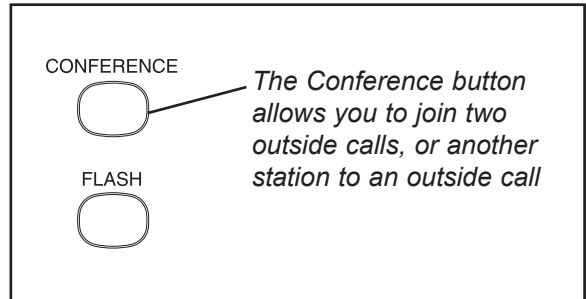 CONFERENCE
The Conference button
allows you to join two
outside calls, or another
station to an outside call
FLASH